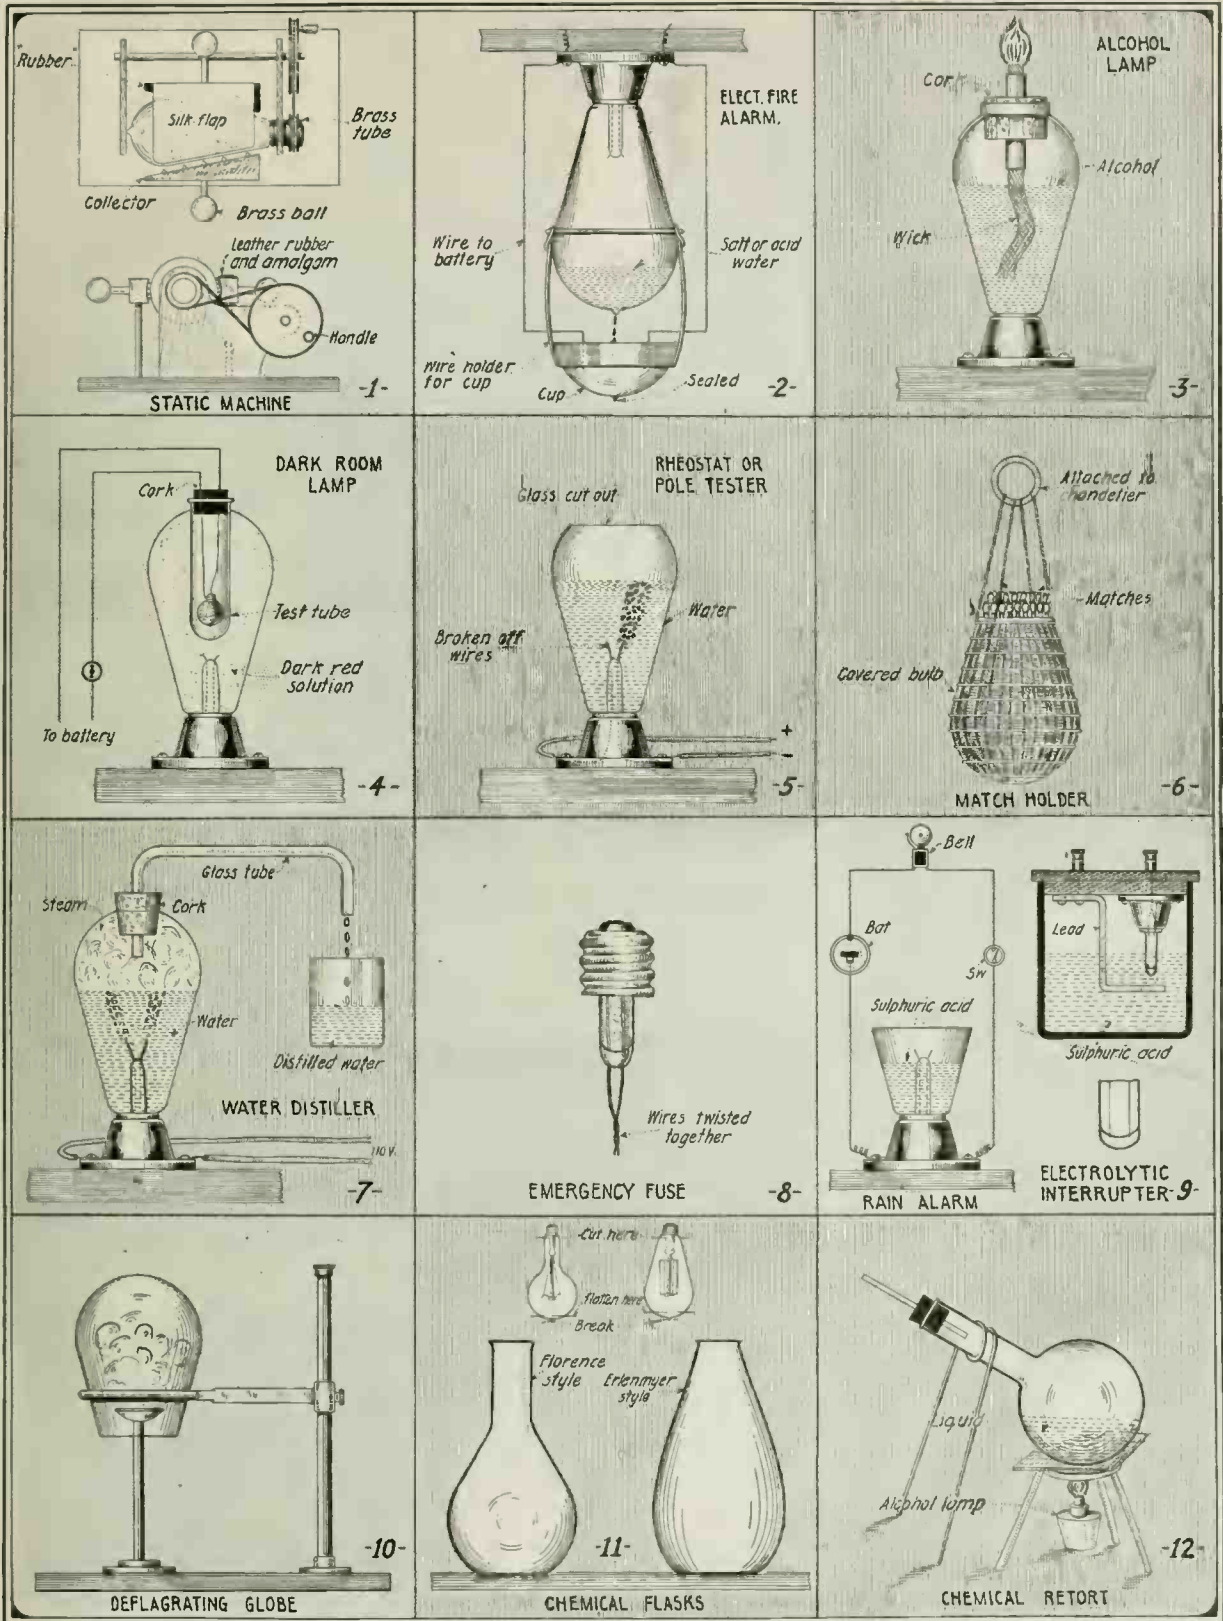 "Rubber"
Silk flap
Brass
tube
Collector
Brass ball
Leather rubber
and amalgam
Handle
-1-
STATIC MACHINE
ELECT. FIRE
ALARM.
Wire to
battery
Salt or acid
water
Wire holder
for cup
Cup
Sealed
-2-
ALCOHOL
LAMP
Cork
Alcohol
Wick
-3-
DARK ROOM
LAMP
Cork
Test tube
Dark red
solution
To battery
-4-
RHEOSTAT OR
POLE TESTER
Glass cut out
Water
Broken off
wires
+
-
-5-
Attached to
chandelier
Matches
Covered bulb
MATCH HOLDER
-6-
Glass tube
Steam
Cork
Water
Distilled water
WATER DISTILLER
110 V.
-7-
Wires twisted
together
EMERGENCY FUSE
-8-
Bell
Bat
Sw
Sulphuric acid
RAIN ALARM
Lead
Sulphuric acid
ELECTROLYTIC
INTERRUPTER -9-
-10-
DEFLAGRATING GLOBE
Cut here
flatten here
Break
Florence
style
Erlenmyer
style
-11-
CHEMICAL FLASKS
Liquid
Alcohol lamp
-12-
CHEMICAL RETORT